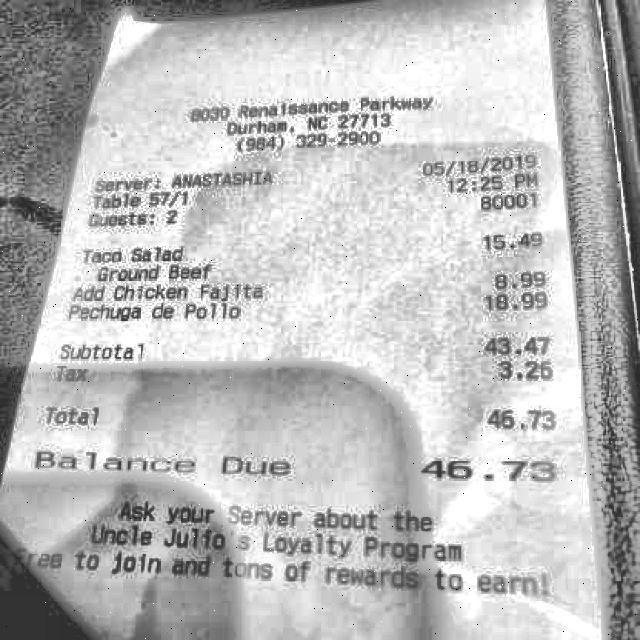 8030 Renaissance Parkway
Durham, NC 27713
(984) 329-2900
Server: ANASTASHIA 05/18/2019
Table 57/1 12:25 PM
Guests: 2
Taco Salad 15.49
Ground Beef
Add Chicken Fajita 8.99
Pechuga de Pollo 18.99
Subtotal 43.47
Tax 3.26
Total 46.73
Balance Due 46.73
Ask your Server about the
Uncle Julio s Loyalty Program
free to join and tons of rewards to earn!